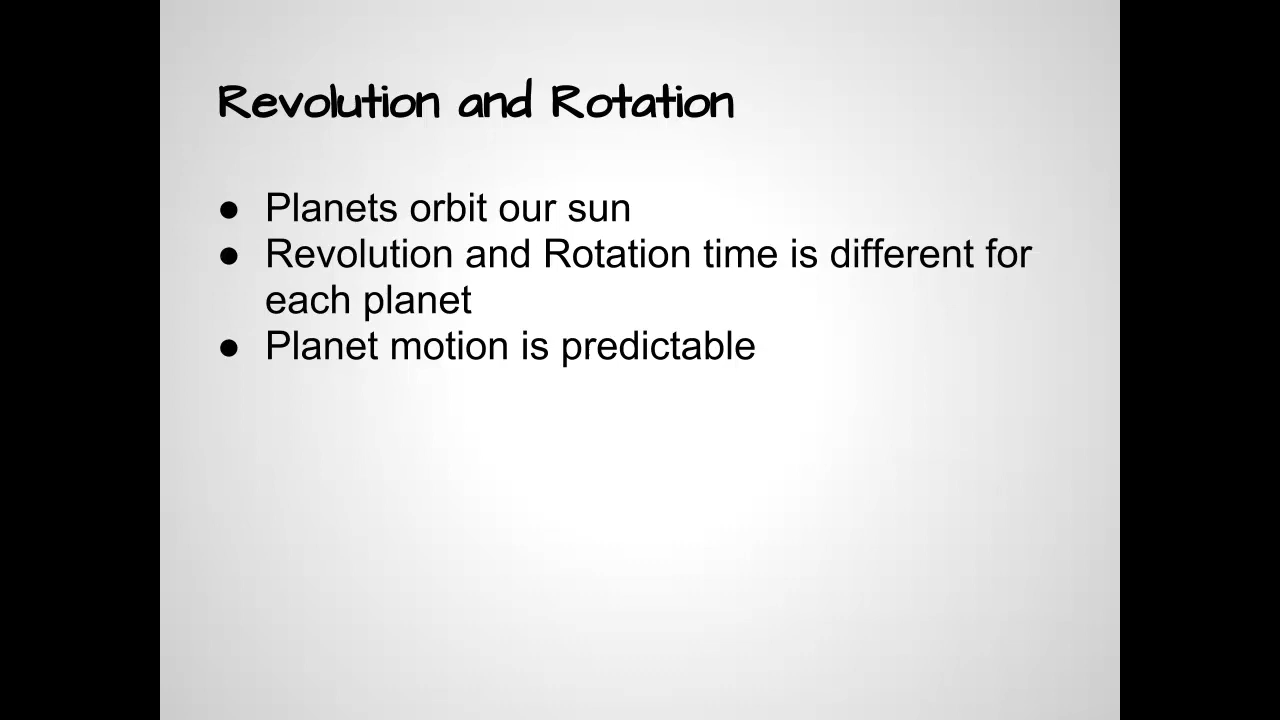 Revolution and Rotation
● Planets orbit our sun
● Revolution and Rotation time is different for
each planet
● Planet motion is predictable